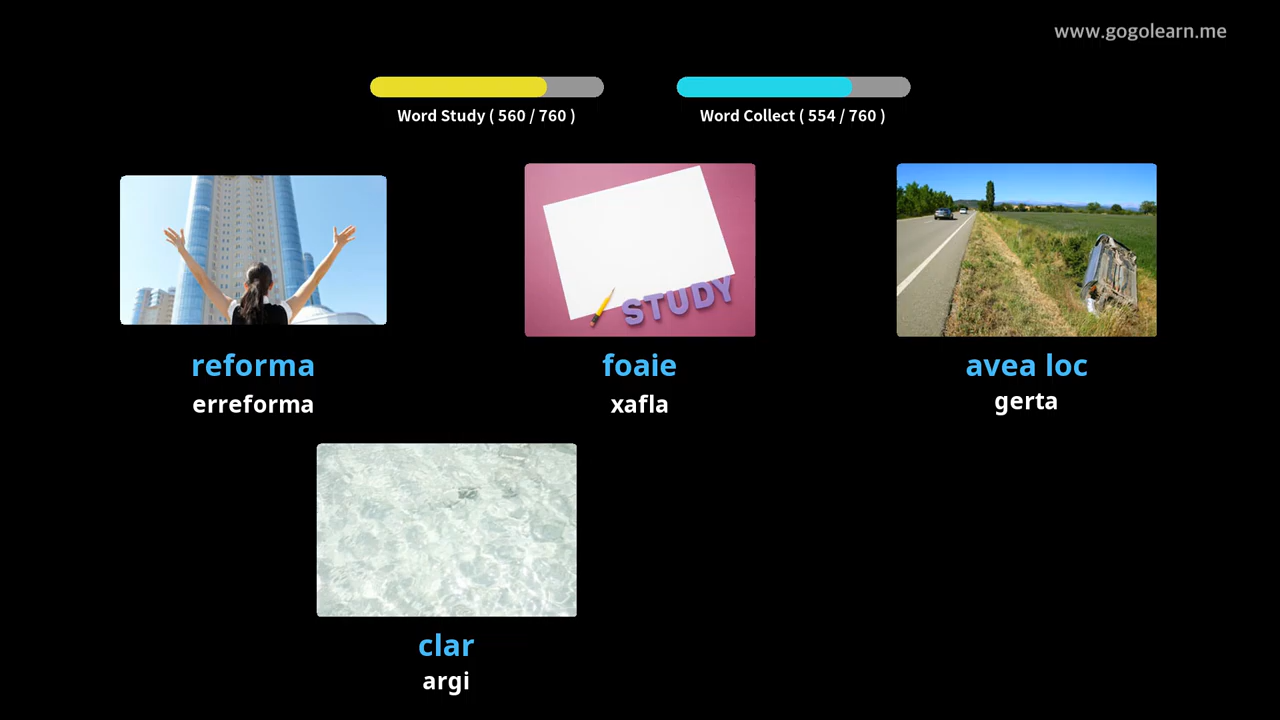 www.gogolearn.me
Word Study ( 560 / 760 )
Word Collect ( 554 / 760 )
STUDY
reforma
foaie
avea loc
erreforma
xafla
gerta
clar
argi